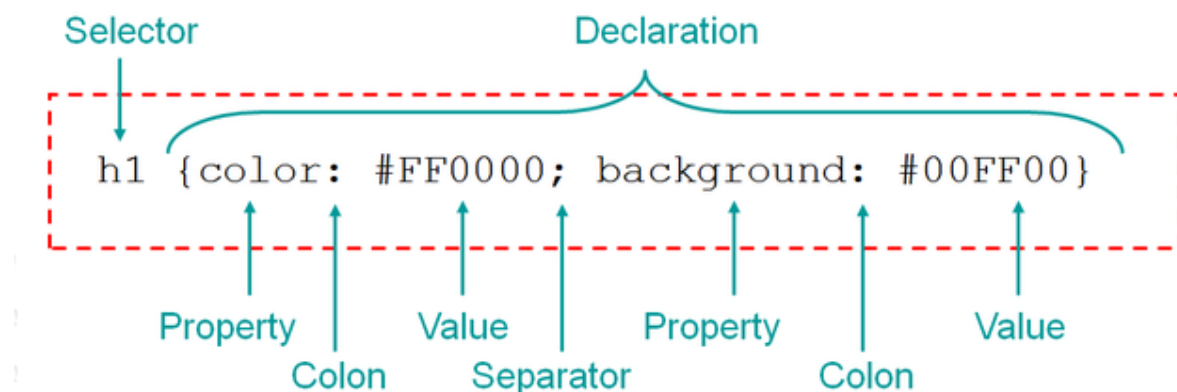 Selector Declaration
h1 {color: #FF0000; background: #00FF00}
Property Value Property Value
Colon Separator Colon